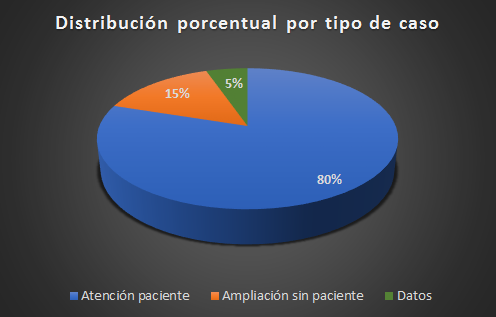 Distribución porcentual por tipo de caso
5%
15%
80%
Atención paciente Ampliación sin paciente Datos